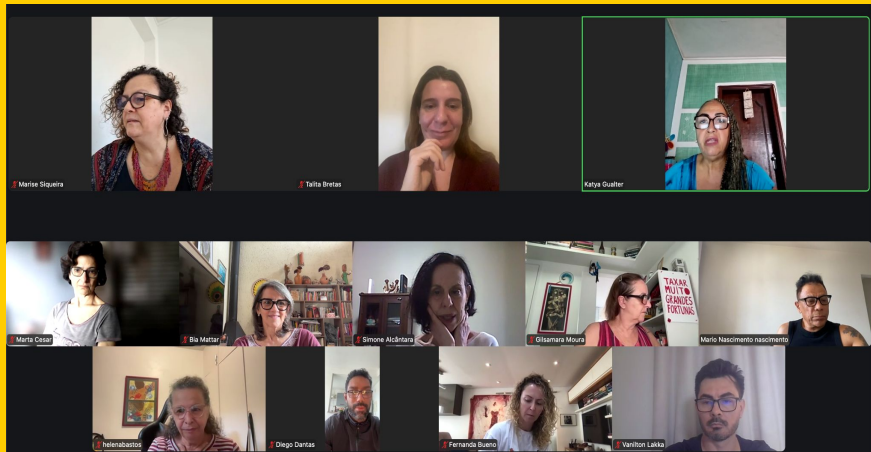 Marise Siqueira
Talita Bretas
Katya Gualter
Marta Cesar
Bia Mattar
Simone Alcântara
Gilsamara Moura
TAXAR
MUITO
GRANDES
FORTUNAS
Mario Nascimento nascimento
helenabastos
Diego Dantas
Fernanda Bueno
Vanilton Lakka